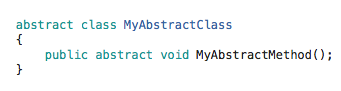 abstract class MyAbstractClass
{
    public abstract void MyAbstractMethod();
}